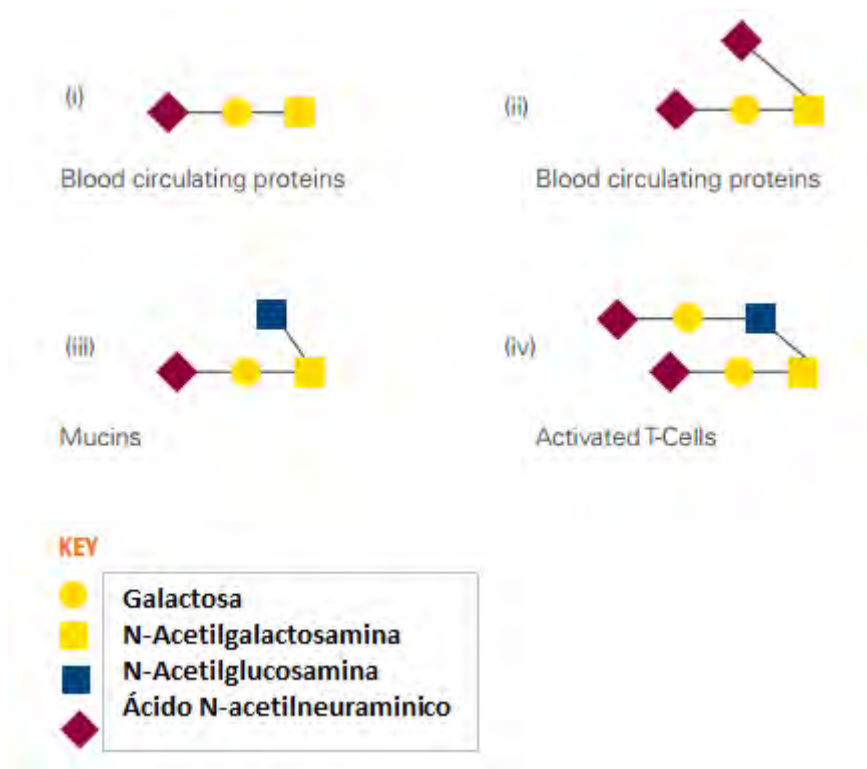 (i)
(ii)
Blood circulating proteins
Blood circulating proteins
(iii)
(iv)
Mucins
Activated T-Cells
KEY
Galactosa
N-Acetilgalactosamina
N-Acetilglucosamina
Ácido N-acetilneuraminico